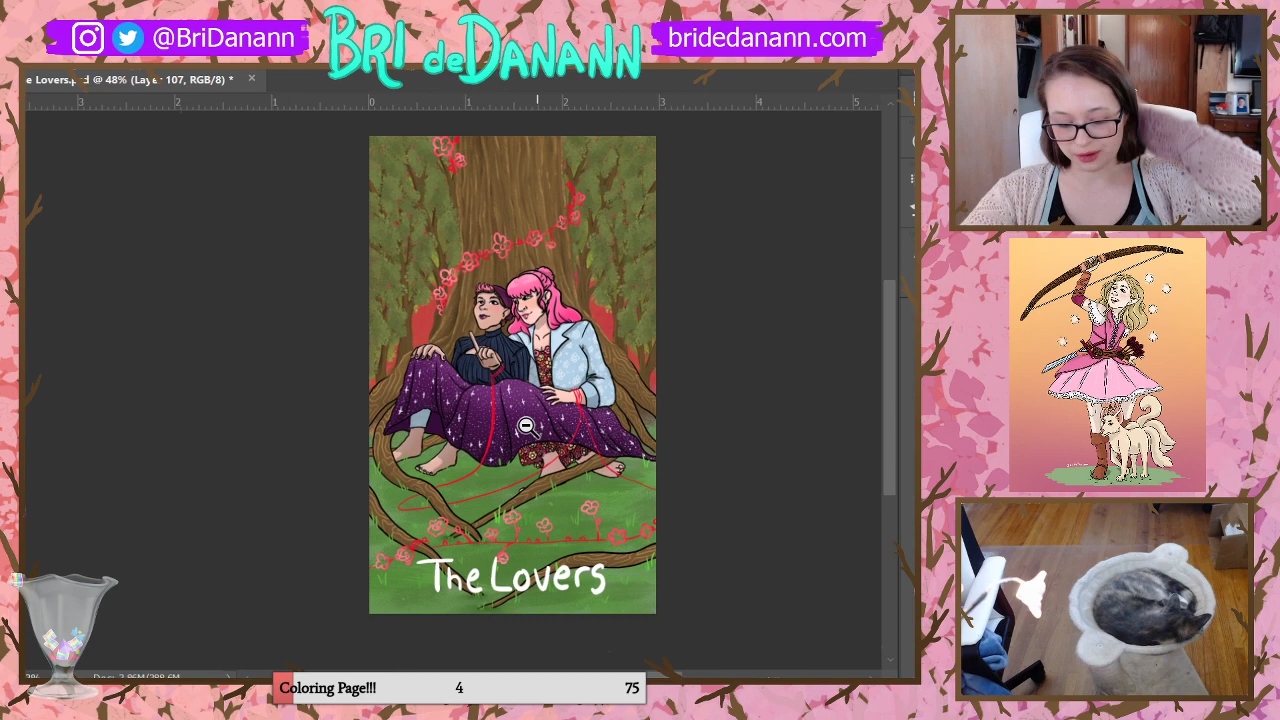 @BriDanann
BRI deDANANN
bridedanann.com
e Lovers.psd @ 48% (Layer 107, RGB/8) *
3 2 1 0 1 2 3 4 5
The Lovers
Coloring Page!!! 4 75